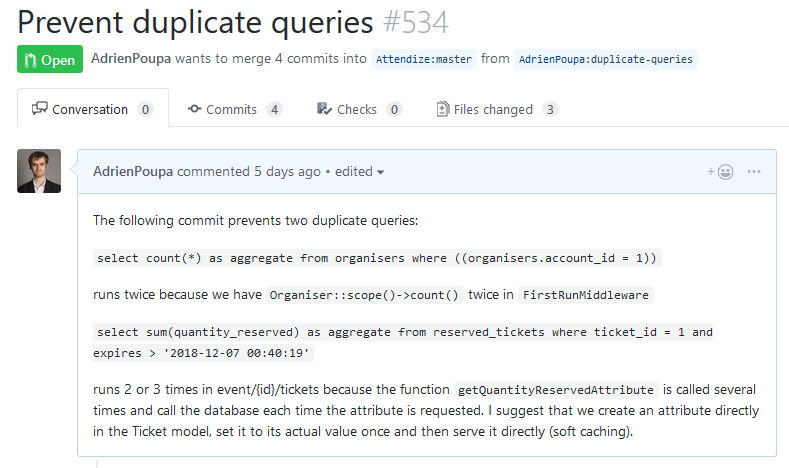 Prevent duplicate queries #534
Open AdrienPoupa wants to merge 4 commits into Attendize:master from AdrienPoupa:duplicate-queries
Conversation 0 Commits 4 Checks 0 Files changed 3
AdrienPoupa commented 5 days ago • edited
The following commit prevents two duplicate queries:
select count(*) as aggregate from organisers where ((organisers.account_id = 1))
runs twice because we have Organiser::scope()->count() twice in FirstRunMiddleware
select sum(quantity_reserved) as aggregate from reserved_tickets where ticket_id = 1 and
expires > '2018-12-07 00:40:19'
runs 2 or 3 times in event/{id}/tickets because the function getQuantityReservedAttribute is called several
times and call the database each time the attribute is requested. I suggest that we create an attribute directly
in the Ticket model, set it to its actual value once and then serve it directly (soft caching).